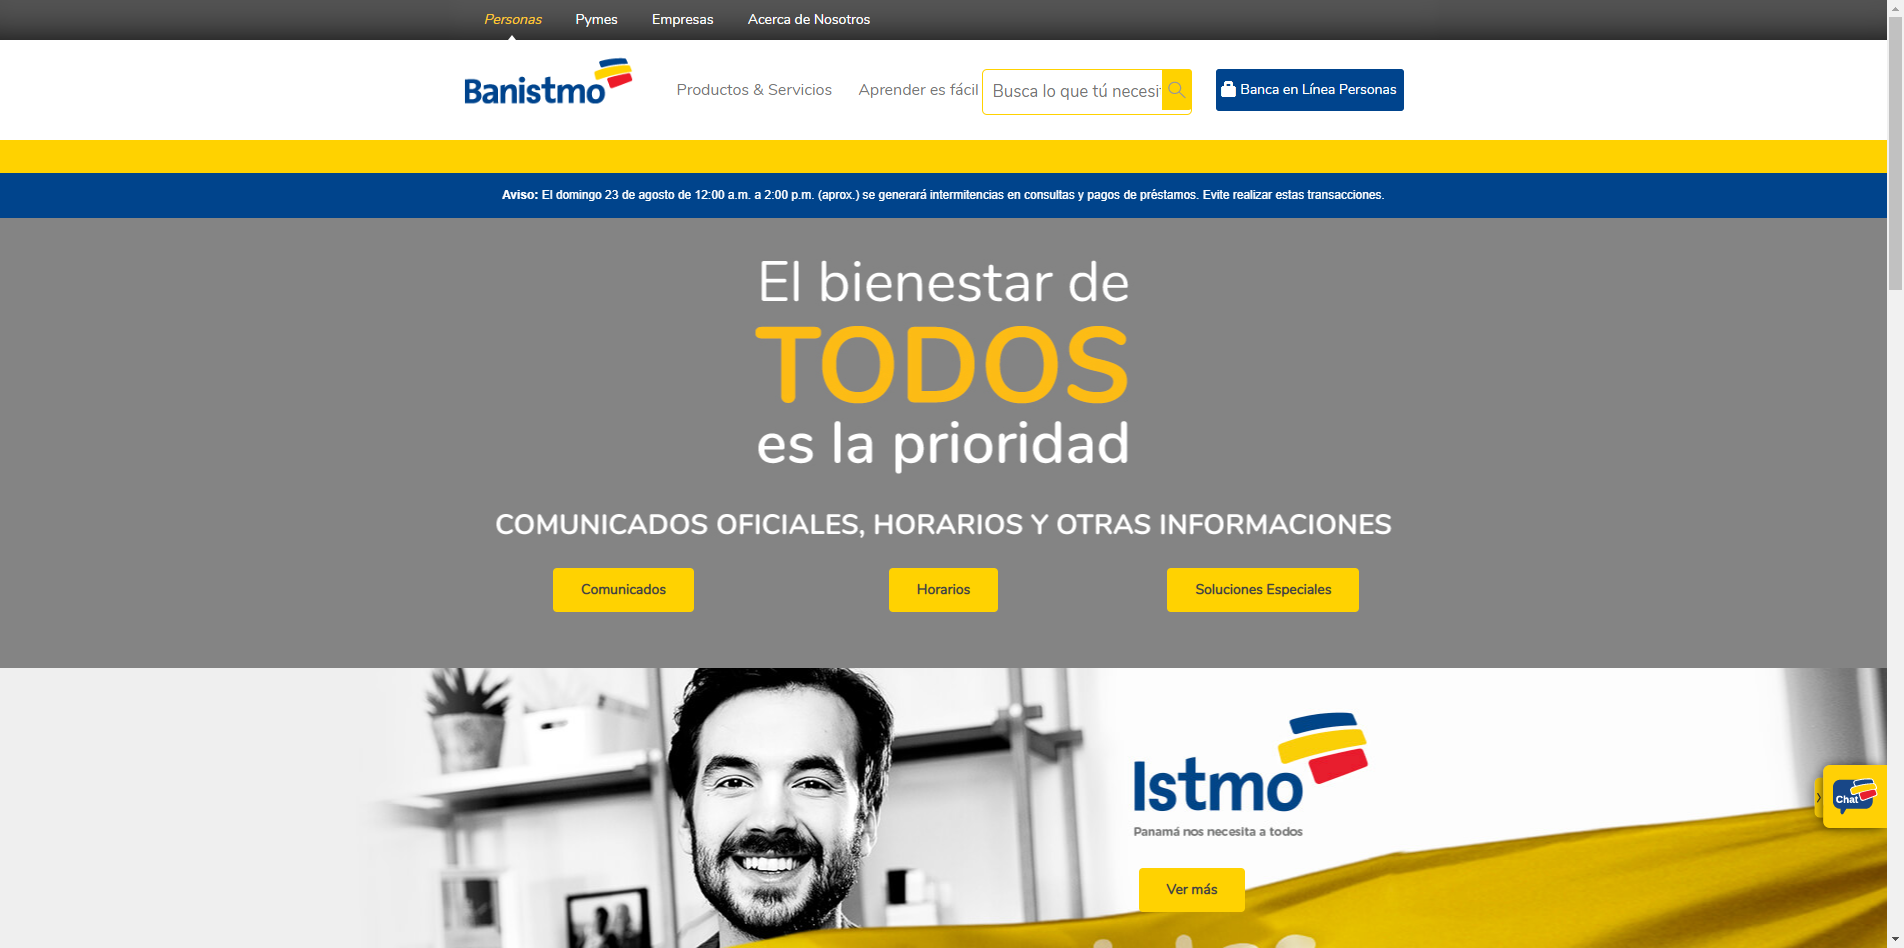 Personas Pymes Empresas Acerca de Nosotros
Banistmo
Productos & Servicios Aprender es fácil Busca lo que tú necesi Banca en Línea Personas
Aviso: El domingo 23 de agosto de 12:00 a.m. a 2:00 p.m. (aprox.) se generará intermitencias en consultas y pagos de préstamos. Evite realizar estas transacciones.
El bienestar de
TODOS
es la prioridad
COMUNICADOS OFICIALES, HORARIOS Y OTRAS INFORMACIONES
Comunicados Horarios Soluciones Especiales
Istmo
Panamá nos necesita a todos
Chat
Ver más